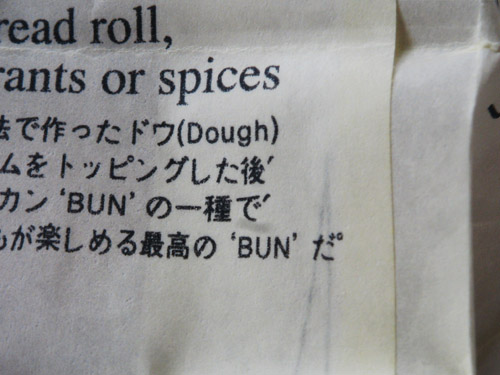 read roll,
rants or spices
法で作ったドウ(Dough)
ムをトッピングした後′
カン ‘BUN’ の一種で′
もが楽しめる最高の ‘BUN’ だ°